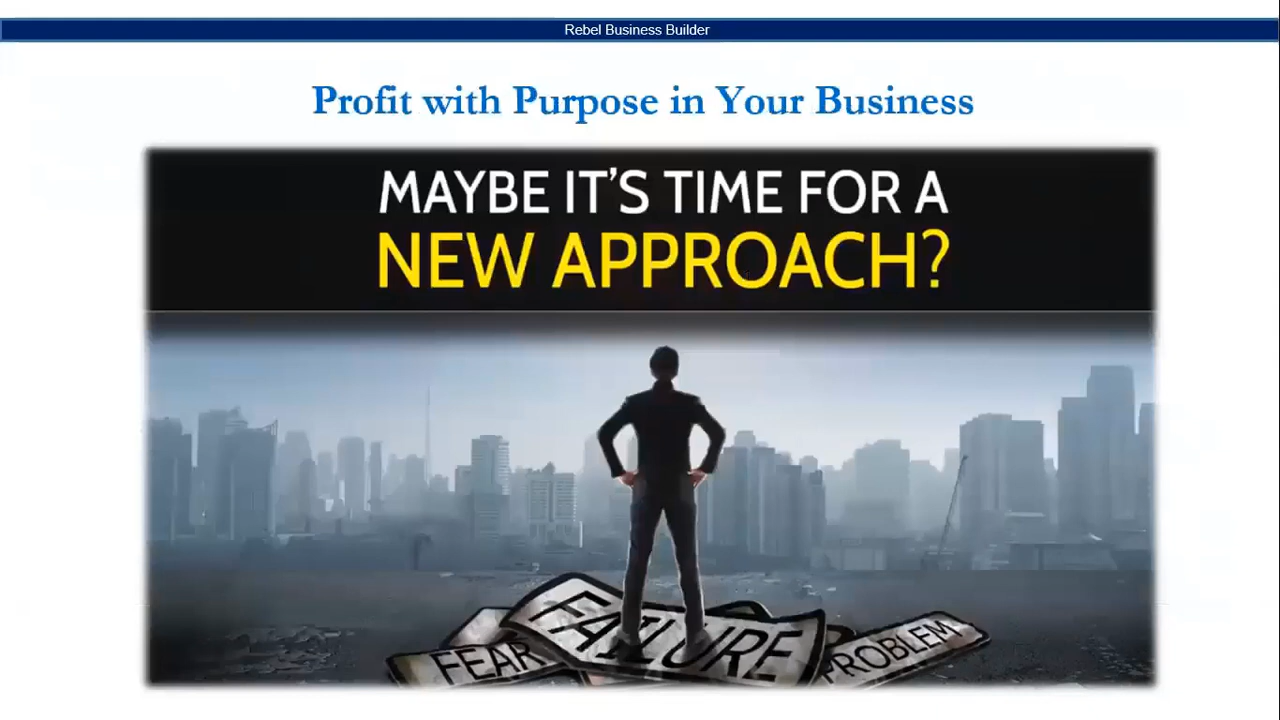 Rebel Business Builder
Profit with Purpose in Your Business
MAYBE IT'S TIME FOR A
NEW APPROACH?
FAILURE
FEAR
PROBLEM